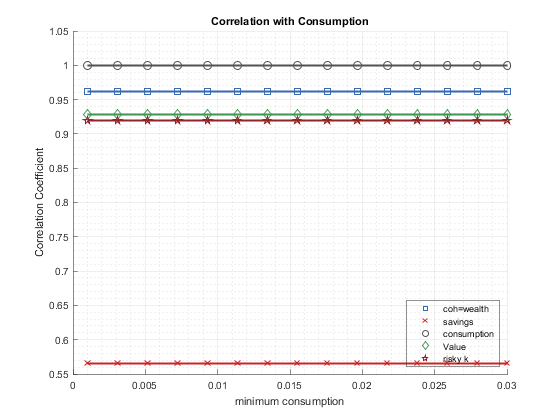 Correlation with Consumption
1.05
1
0.95
0.9
0.85
0.8
0.75
0.7
0.65
0.6
0.55
Correlation Coefficient
0
0.005
0.01
0.015
0.02
0.025
0.03
minimum consumption
coh=wealth
savings
consumption
Value
risky k